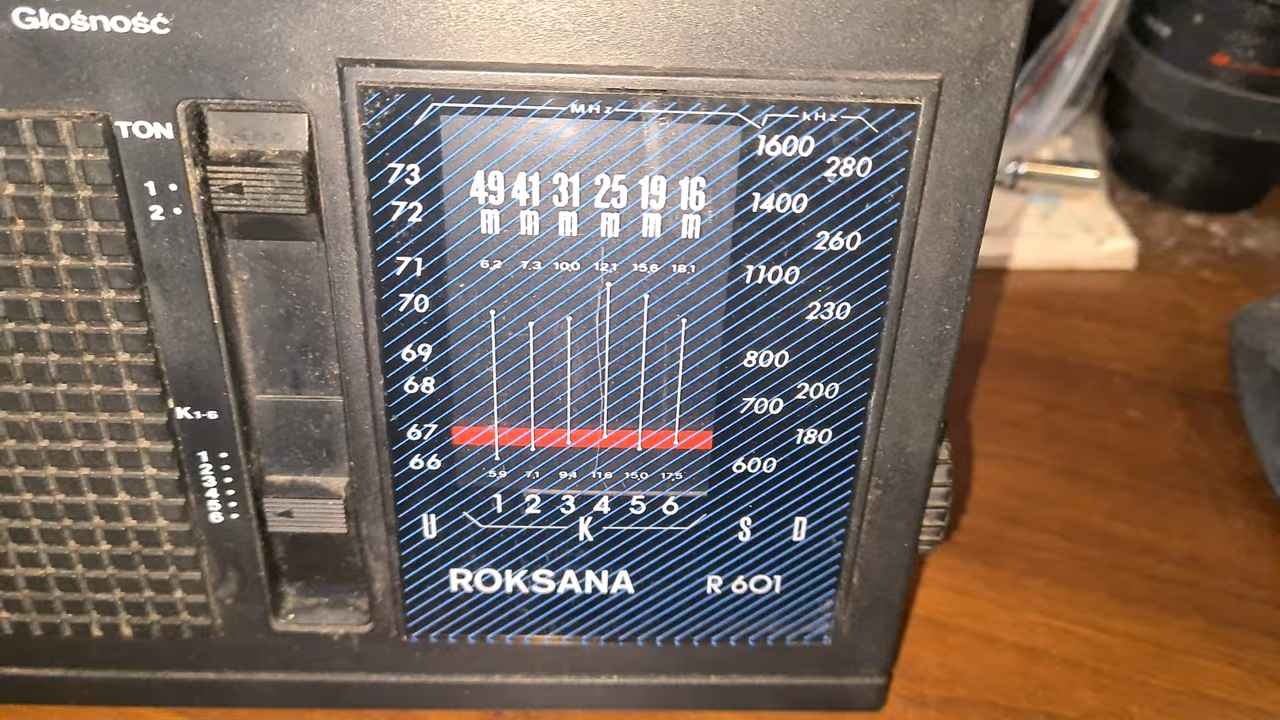 Głośność
TON
1
2
K1-6
1
2
3
4
5
6
MHz kHz
73
72
71
70
69
68
67
66
49 41 31 25 19 16
m m m m m m
6,2 7,3 10,0 12,1 15,6 18,1
5,9 7,1 9,4 11,6 15,0 17,5
1 2 3 4 5 6
1600
1400
1100
800
700
600
280
260
230
200
180
U K S D
ROKSANA R 601